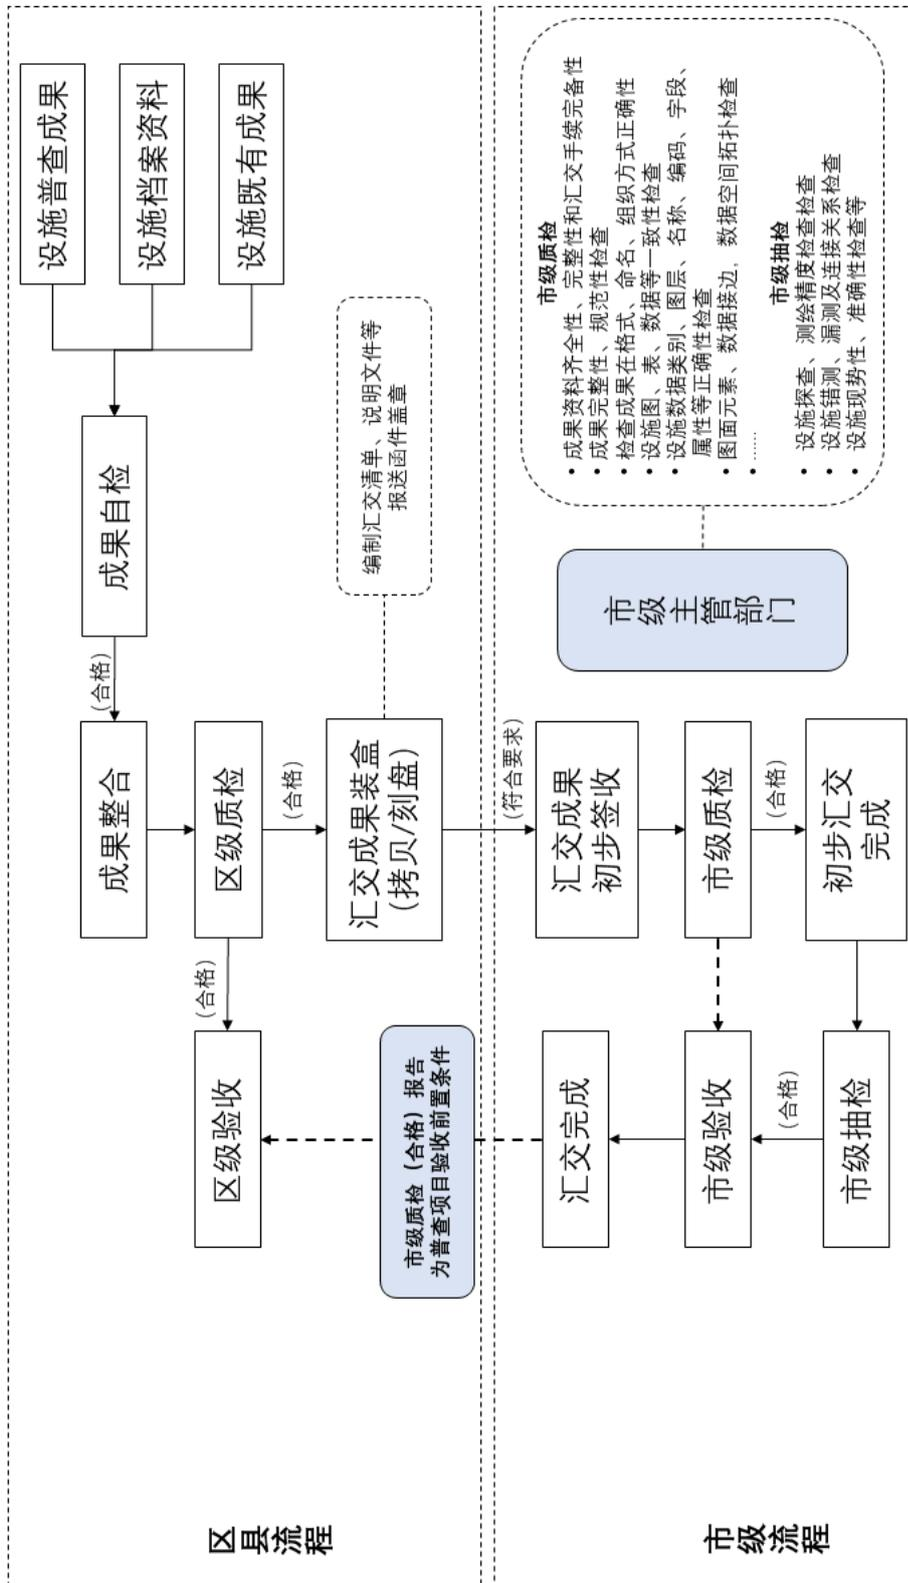 区县流程
设施普查成果
设施档案资料
设施既有成果
成果自检
(合格)
成果整合
区级质检
(合格)
区级验收
(合格)
汇交成果装盒
(拷贝/刻盘)
编制汇交清单、说明文件等
报送函件盖章
市级质检（合格）报告
为普查项目验收前置条件
(符合要求)
市级流程
汇交成果
初步签收
市级质检
(合格)
初步汇交
完成
市级抽检
(合格)
市级验收
汇交完成
市级主管部门
市级质检
• 成果资料齐全性、完整性和汇交手续完备性
• 成果完整性、规范性检查
• 检查成果在格式、命名、组织方式正确性
• 设施图、表、数据等一致性检查
• 设施数据类别、图层、名称、编码、字段、
属性等正确性检查
• 图面元素、数据接边，数据空间拓扑检查
• ……
市级抽检
• 设施探查、测绘精度检查检查
• 设施错测、漏测及连接关系检查
• 设施现势性、准确性检查等